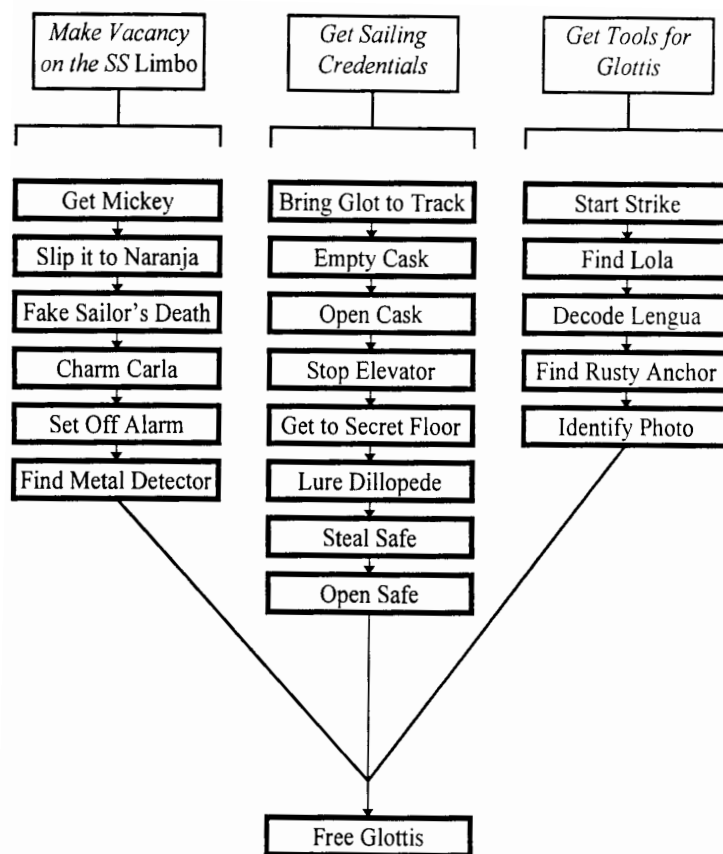 Make Vacancy
on the SS Limbo
Get Mickey
Slip it to Naranja
Fake Sailor's Death
Charm Carla
Set Off Alarm
Find Metal Detector
Get Sailing
Credentials
Bring Glot to Track
Empty Cask
Open Cask
Stop Elevator
Get to Secret Floor
Lure Dillopede
Steal Safe
Open Safe
Get Tools for
Glottis
Start Strike
Find Lola
Decode Lengua
Find Rusty Anchor
Identify Photo
Free Glottis